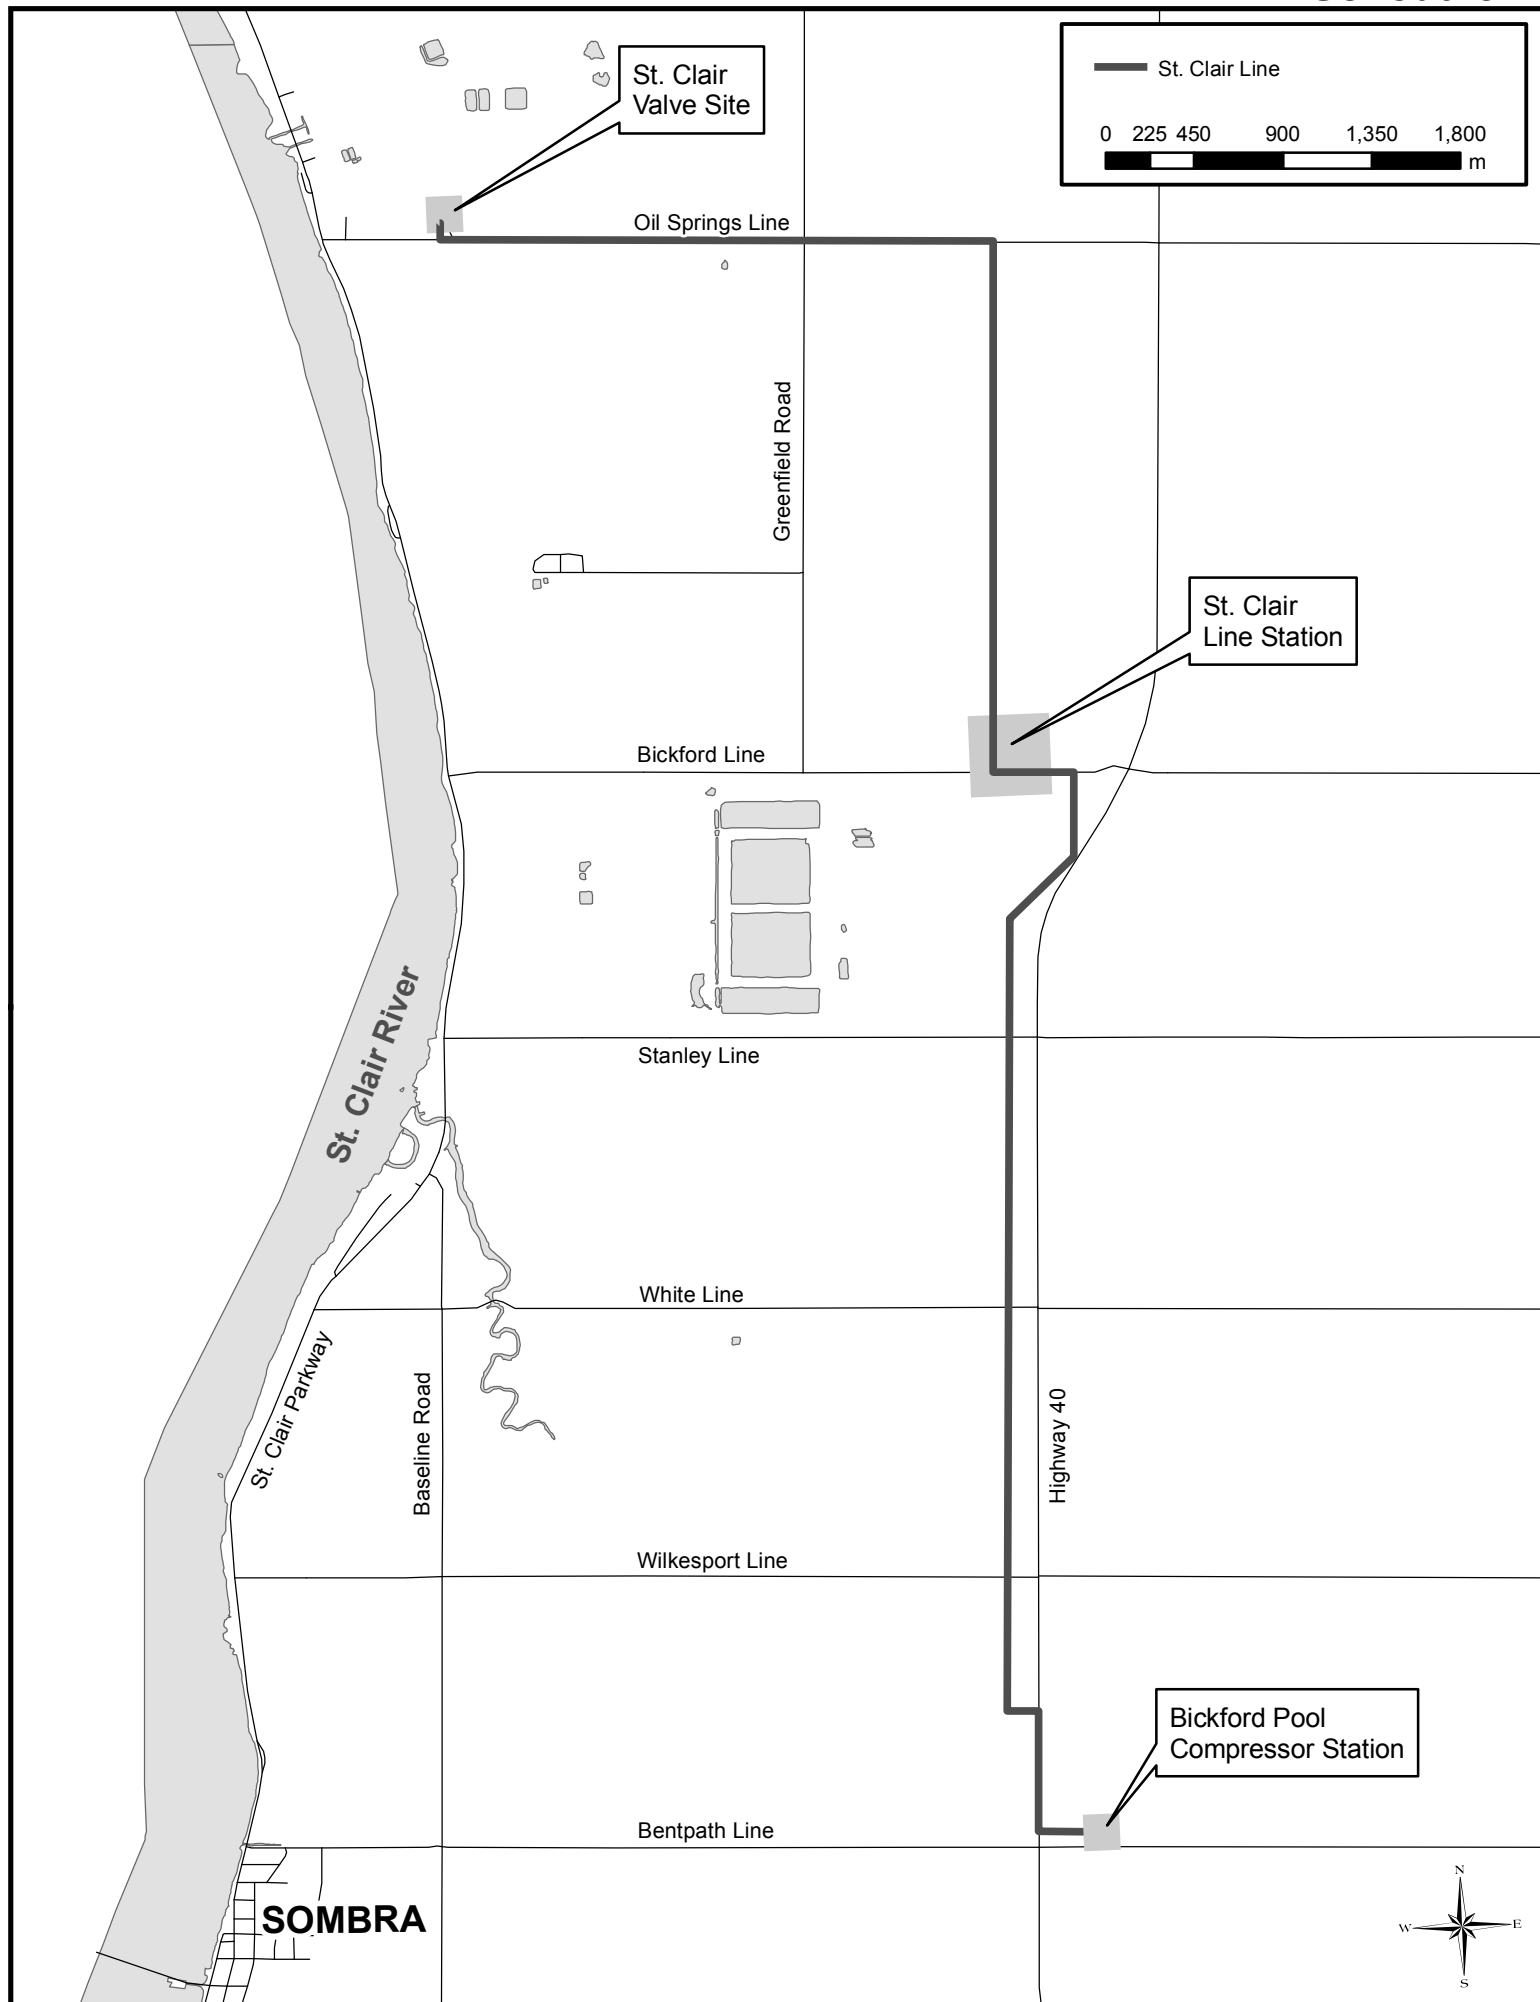 St. Clair Line
0 225 450 900 1,350 1,800
m
St. Clair
Valve Site
Oil Springs Line
Greenfield Road
St. Clair
Line Station
Bickford Line
St. Clair River
Stanley Line
White Line
St. Clair Parkway
Baseline Road
Highway 40
Wilkesport Line
Bickford Pool
Compressor Station
Bentpath Line
SOMBRA
N
W E
S